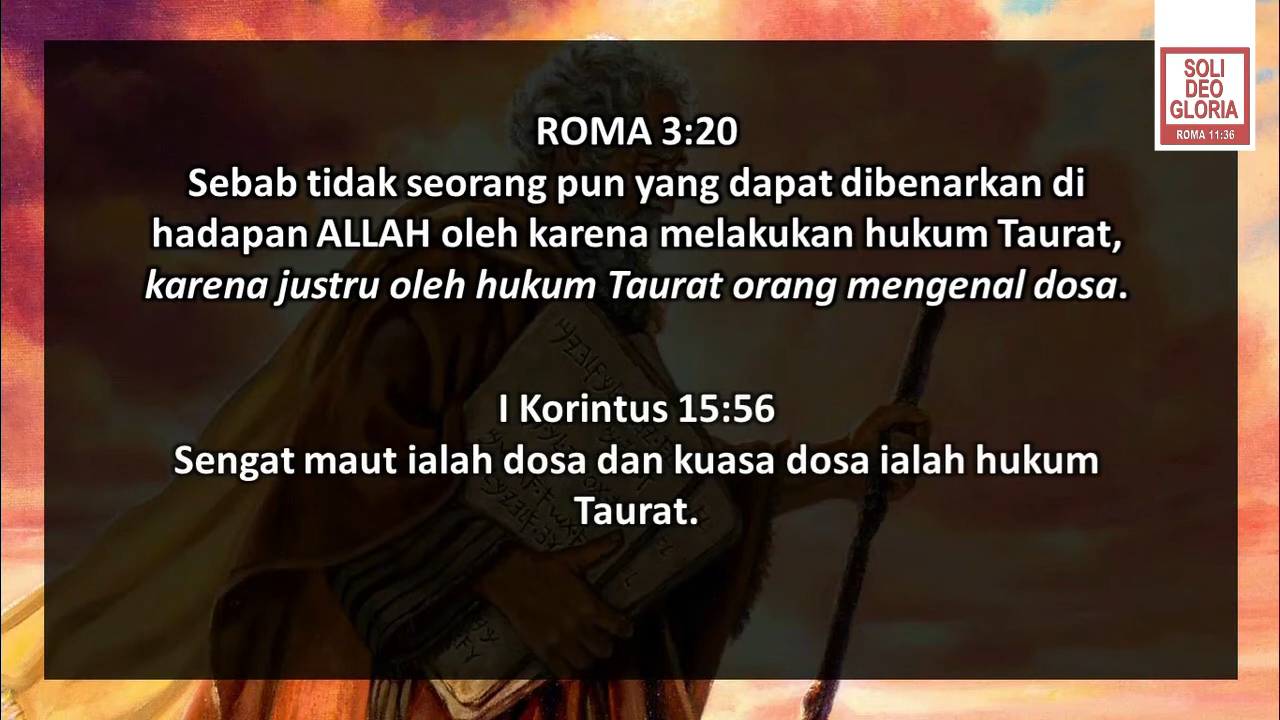 SOLI
DEO
GLORIA
ROMA 11:36
ROMA 3:20
Sebab tidak seorang pun yang dapat dibenarkan di
hadapan ALLAH oleh karena melakukan hukum Taurat,
karena justru oleh hukum Taurat orang mengenal dosa.
I Korintus 15:56
Sengat maut ialah dosa dan kuasa dosa ialah hukum
Taurat.